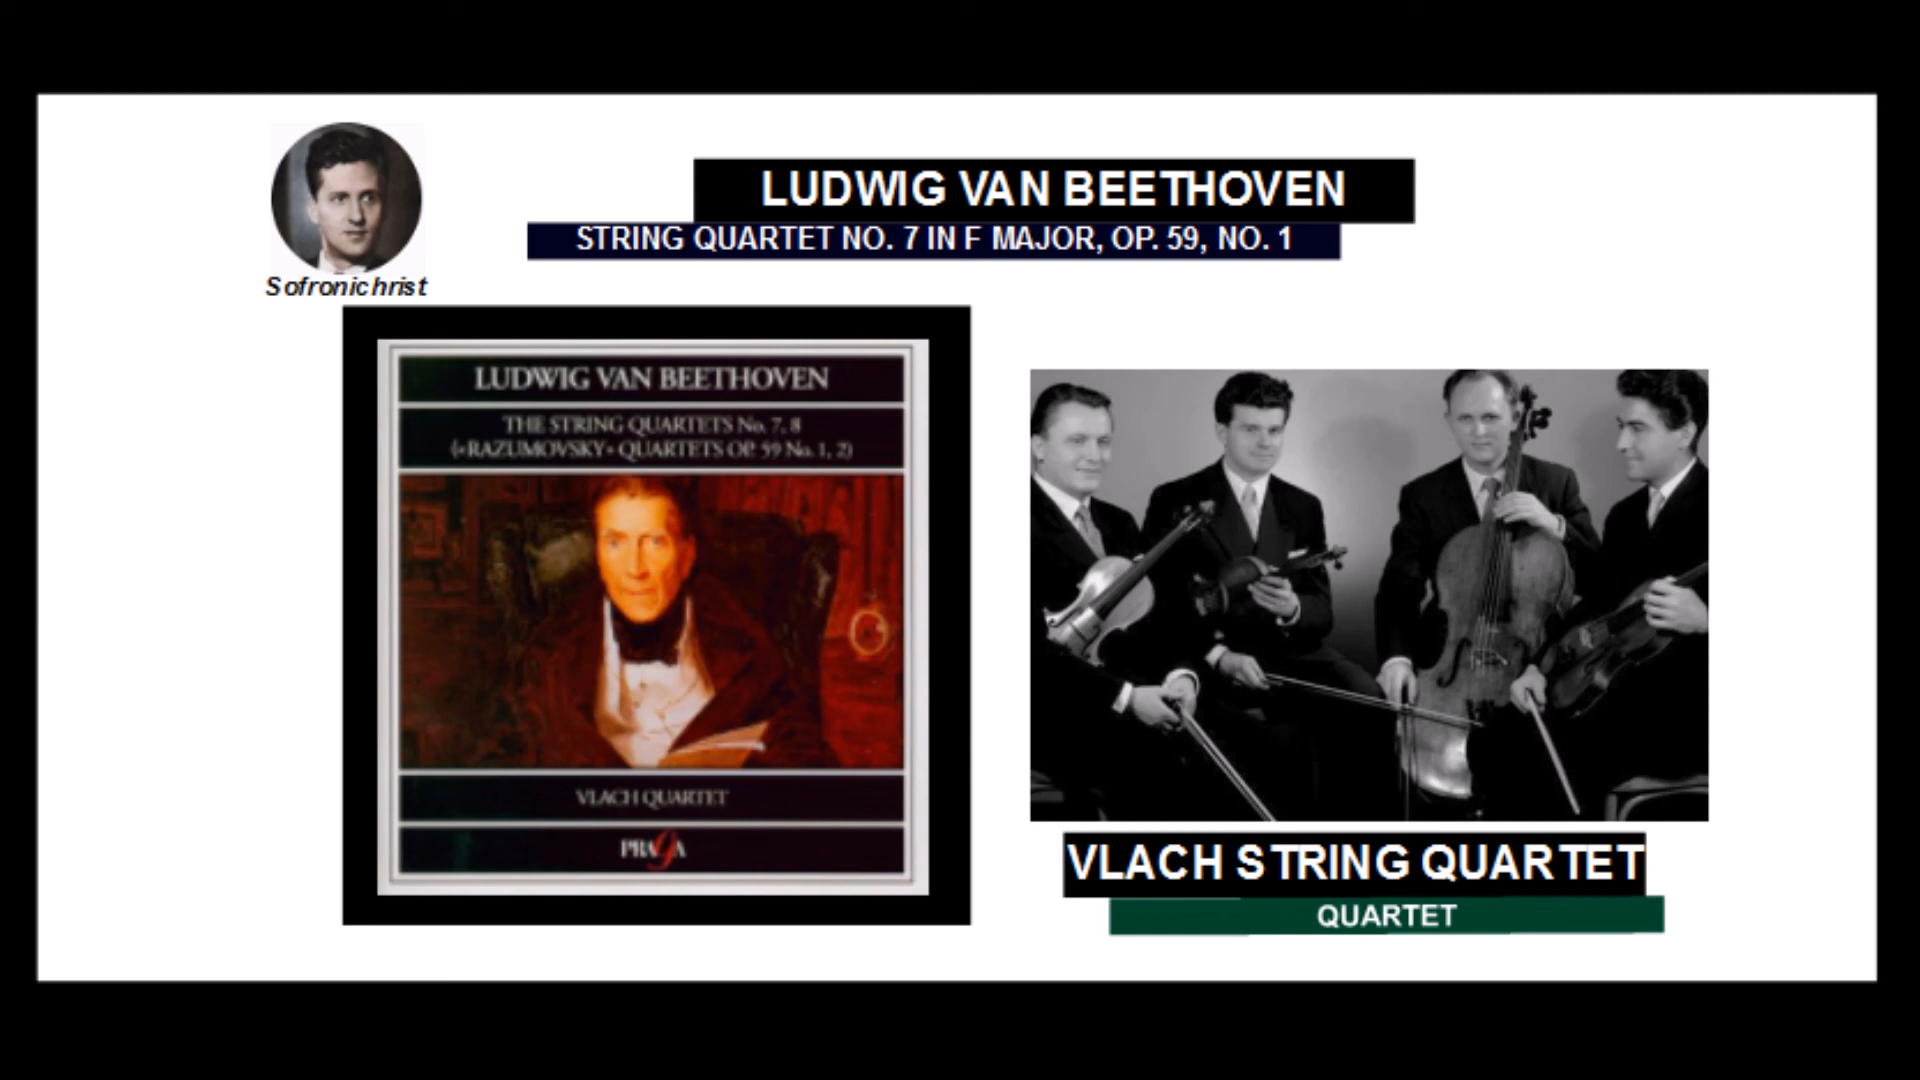 LUDWIG VAN BEETHOVEN
STRING QUARTET NO. 7 IN F MAJOR, OP. 59, NO. 1
Sofronichrist
LUDWIG VAN BEETHOVEN
THE STRING QUARTETS No. 7, 8
(«RAZUMOVSKY» QUARTETS OP. 59 No. 1, 2)
VLACH QUARTET
PRAGA
VLACH STRING QUARTET
QUARTET